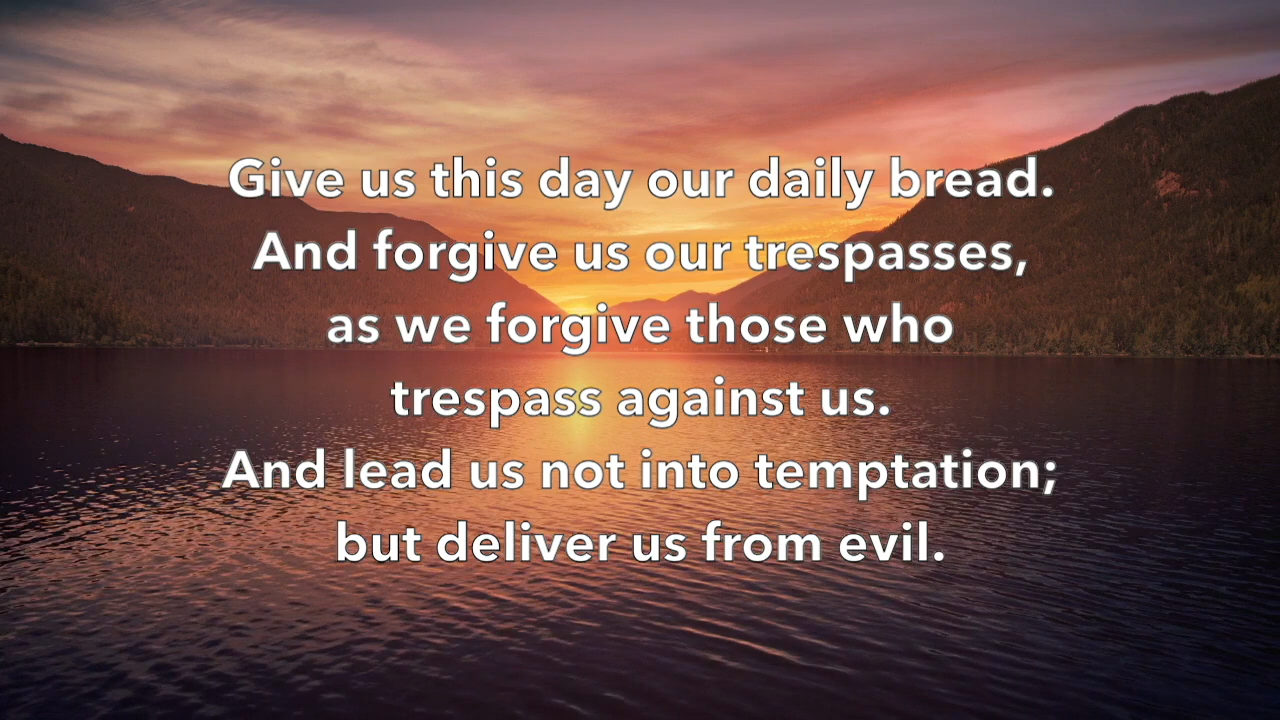 Give us this day our daily bread.
And forgive us our trespasses,
as we forgive those who
trespass against us.
And lead us not into temptation;
but deliver us from evil.